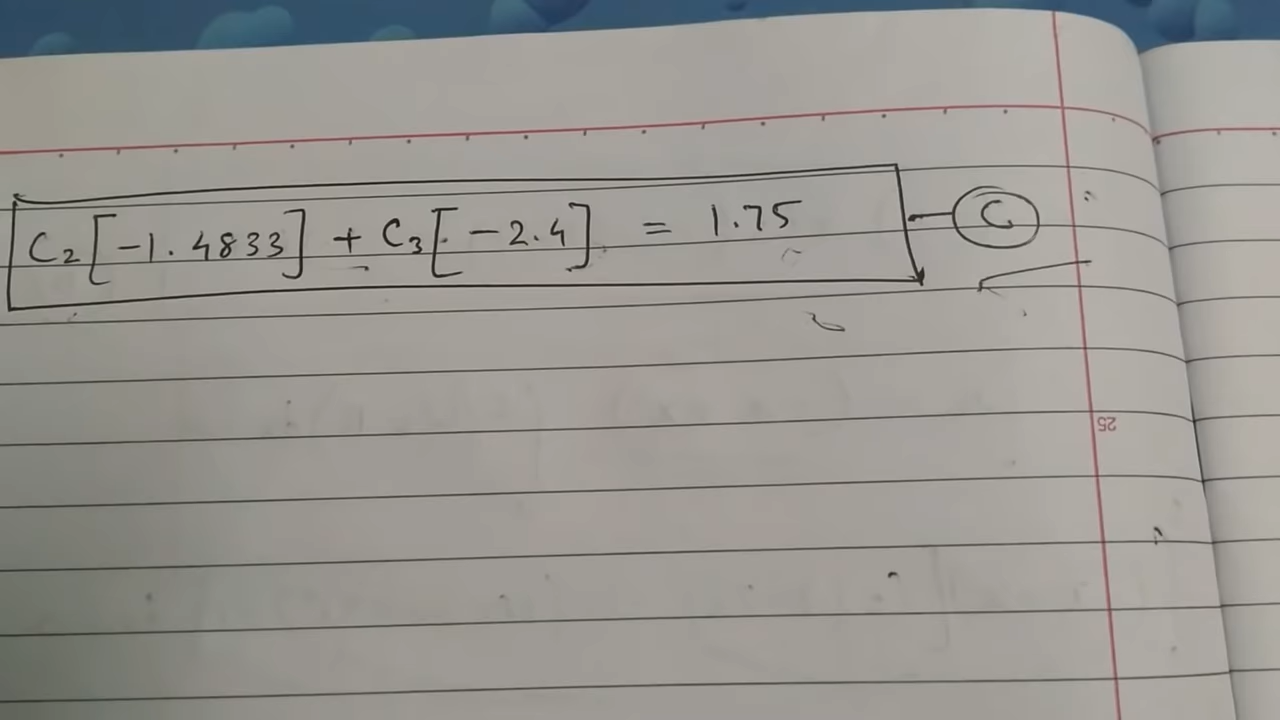 C₂[-1.4833] + C₃[-2.4] = 1.75 — C
25